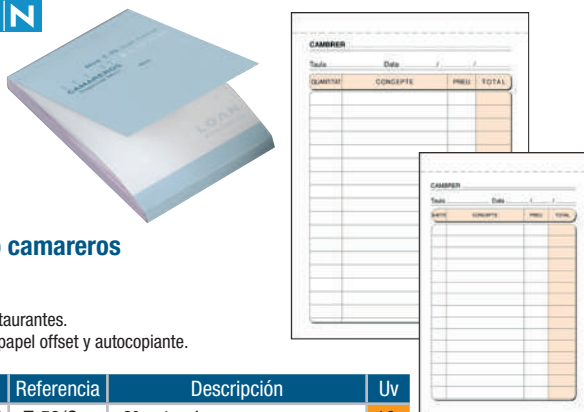 N
CAMAREROS
LOAN
CAMBRER
Taula Data / /
QUANTITAT CONCEPTE PREU TOTAL
CAMBRER
Taula Data / /
CONCEPTE PREU TOTAL
camareros
taurantes.
papel offset y autocopiante.
Referencia Descripción Uv